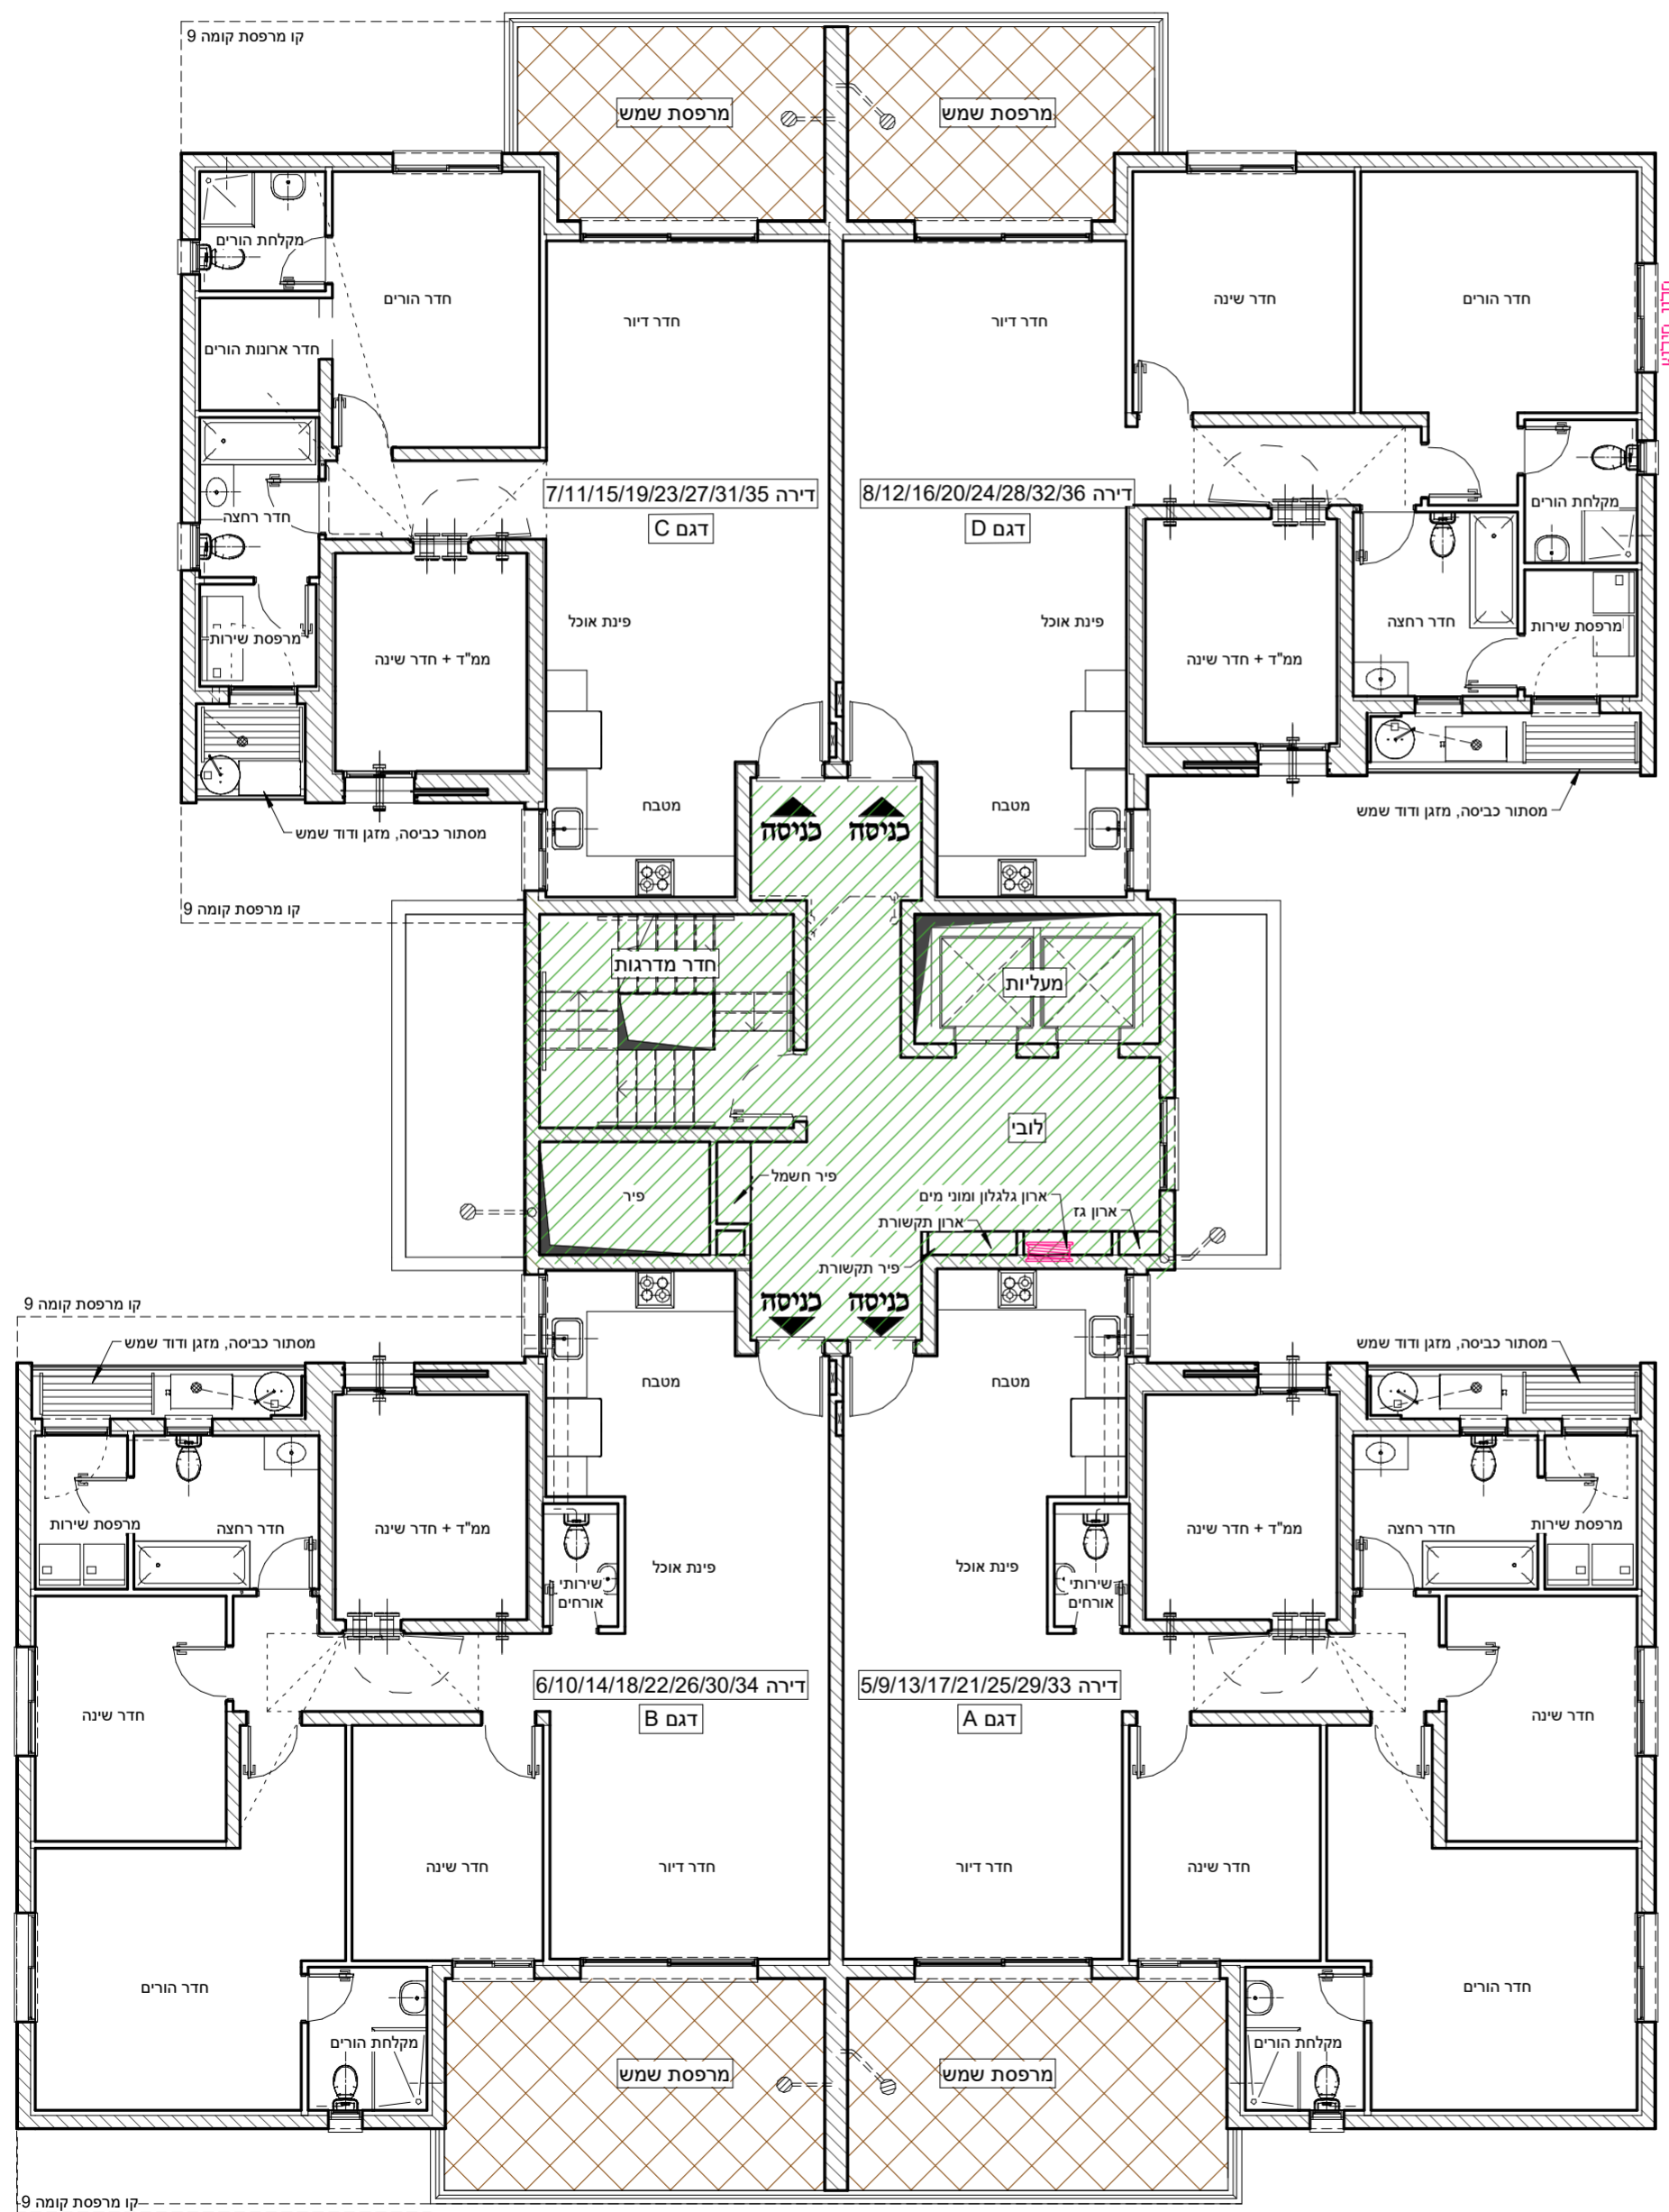 קו מרפסת קומה 9
מרפסת שמש
מרפסת שמש
מקלחת הורים
חדר הורים
חדר ארונות הורים
חדר דיור
חדר דיור
חדר שינה
חדר הורים
דירה 7/11/15/19/23/27/31/35
דגם C
דירה 8/12/16/20/24/28/32/36
דגם D
חדר רחצה
מקלחת הורים
פינת אוכל
פינת אוכל
חדר רחצה
מרפסת שירות
מרפסת שירות
ממ"ד + חדר שינה
ממ"ד + חדר שינה
מטבח
מטבח
מסתור כביסה, מזגן ודוד שמש
מסתור כביסה, מזגן ודוד שמש
כניסה
כניסה
קו מרפסת קומה 9
חדר מדרגות
מעליות
לובי
פיר
פיר חשמל
ארון גלגלון ומוני מים
ארון תקשורת
ארון גז
פיר תקשורת
כניסה
כניסה
קו מרפסת קומה 9
מסתור כביסה, מזגן ודוד שמש
מסתור כביסה, מזגן ודוד שמש
מטבח
מטבח
מרפסת שירות
חדר רחצה
ממ"ד + חדר שינה
ממ"ד + חדר שינה
חדר רחצה
מרפסת שירות
פינת אוכל
פינת אוכל
שירותי
אורחים
שירותי
אורחים
דירה 6/10/14/18/22/26/30/34
דגם B
דירה 5/9/13/17/21/25/29/33
דגם A
חדר שינה
חדר שינה
חדר שינה
חדר דיור
חדר דיור
חדר שינה
חדר הורים
חדר הורים
מקלחת הורים
מקלחת הורים
מרפסת שמש
מרפסת שמש
קו מרפסת קומה 9